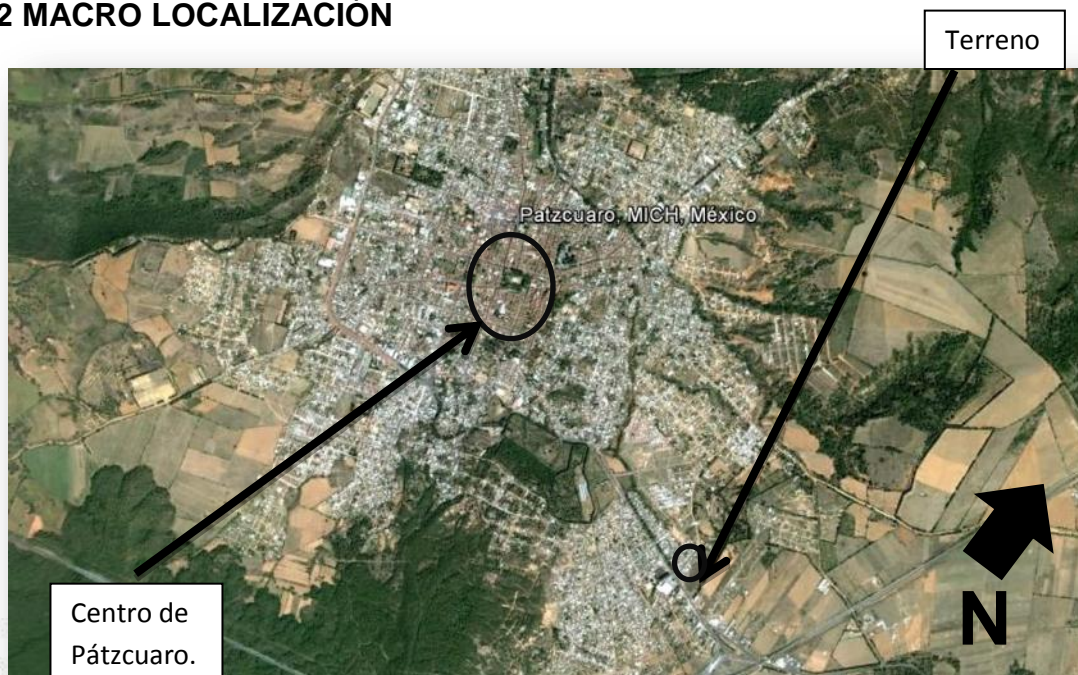 2 MACRO LOCALIZACIÓN
Terreno
Patzcuaro, MICH, México
Centro de
Pátzcuaro.
N